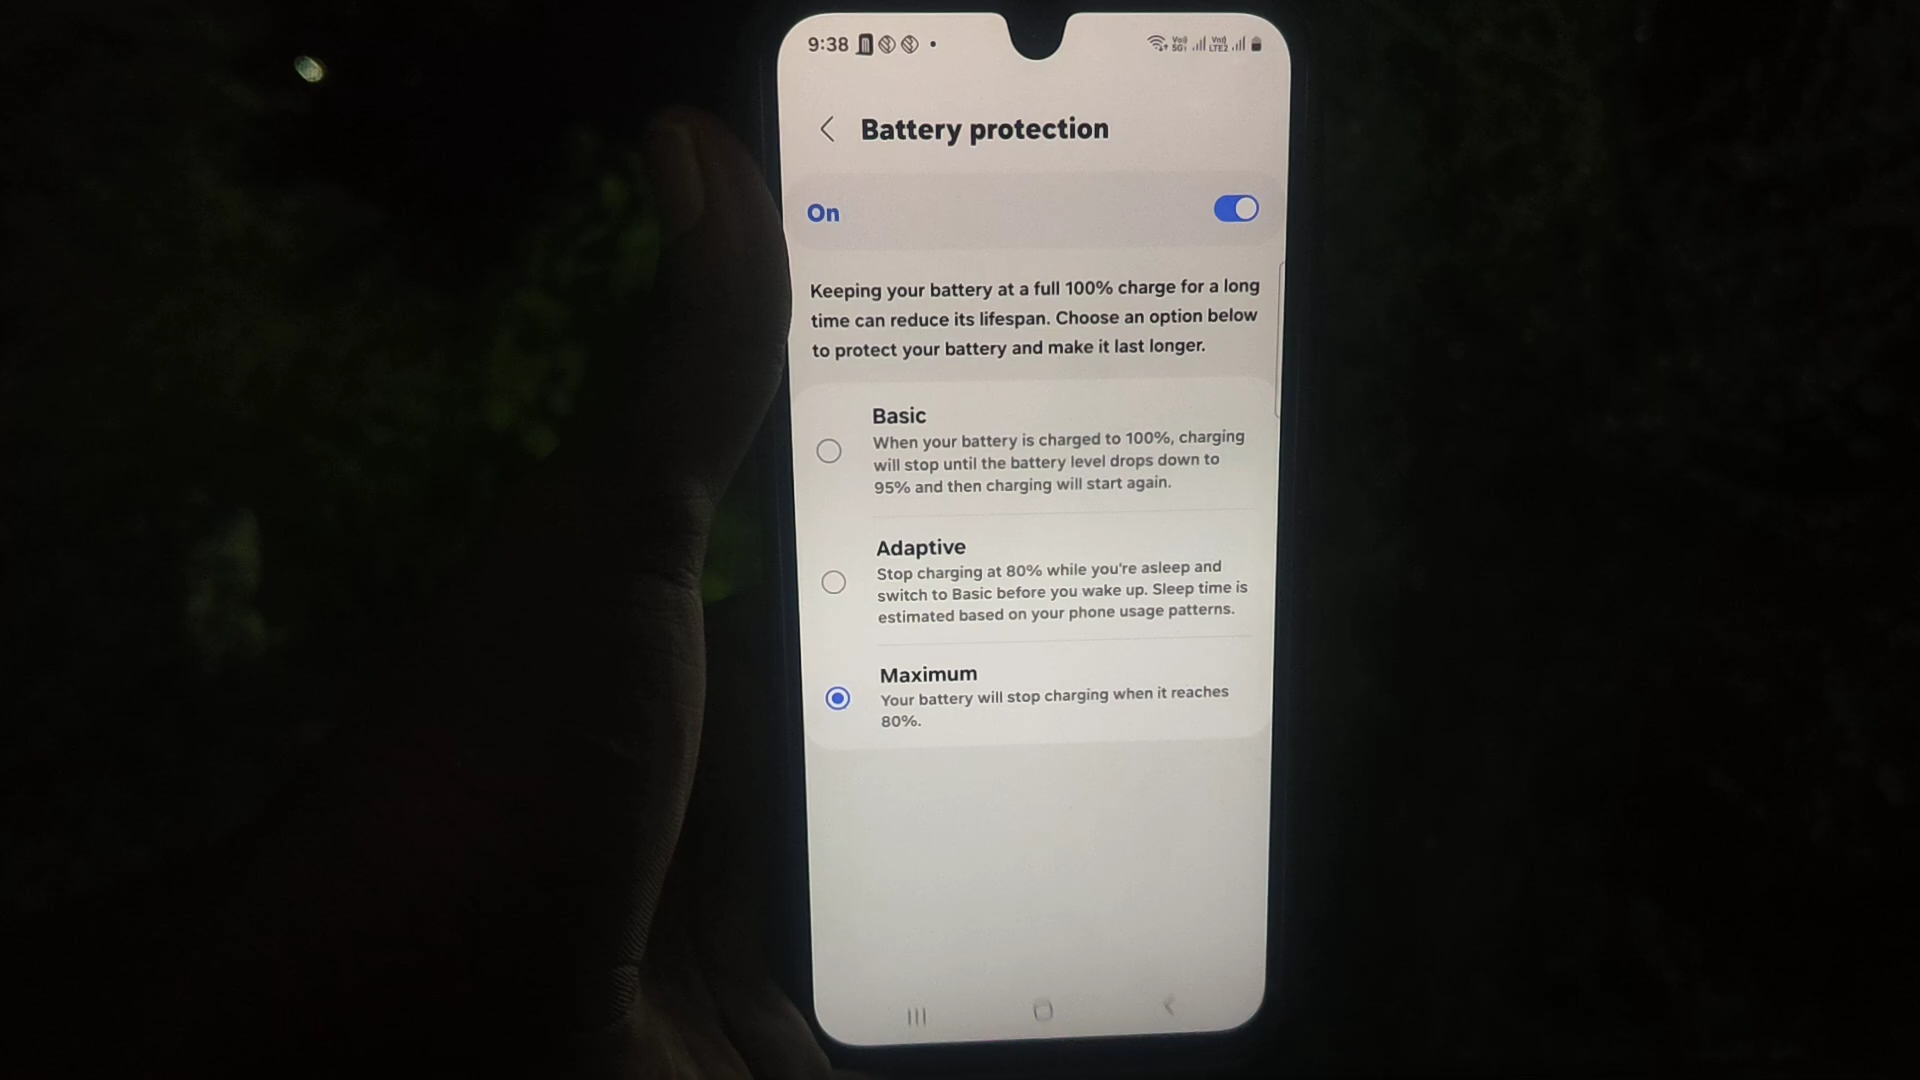 9:38
Vo) 5G
Vo) LTE2
Battery protection
On
Keeping your battery at a full 100% charge for a long
time can reduce its lifespan. Choose an option below
to protect your battery and make it last longer.
Basic
When your battery is charged to 100%, charging
will stop until the battery level drops down to
95% and then charging will start again.
Adaptive
Stop charging at 80% while you're asleep and
switch to Basic before you wake up. Sleep time is
estimated based on your phone usage patterns.
Maximum
Your battery will stop charging when it reaches
80%.